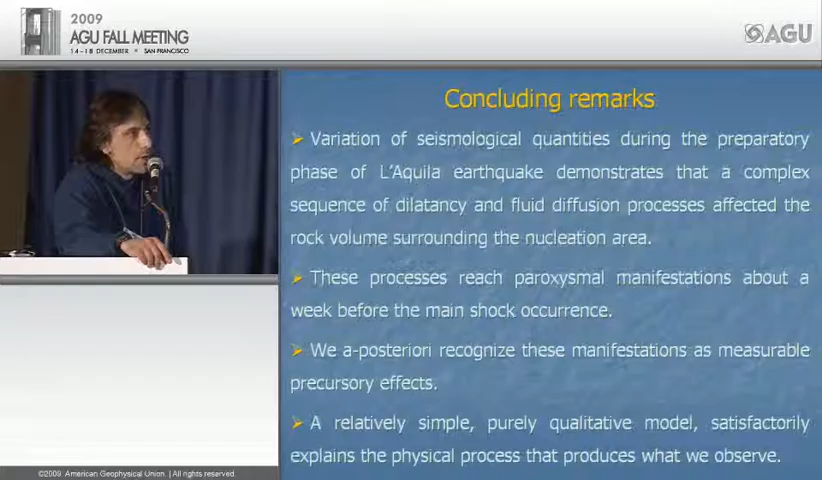 2009
AGU FALL MEETING
14-18 DECEMBER • SAN FRANCISCO
AGU
Concluding remarks
➤ Variation of seismological quantities during the preparatory
phase of L'Aquila earthquake demonstrates that a complex
sequence of dilatancy and fluid diffusion processes affected the
rock volume surrounding the nucleation area.
➤ These processes reach paroxysmal manifestations about a
week before the main shock occurrence.
➤ We a-posteriori recognize these manifestations as measurable
precursory effects.
➤ A relatively simple, purely qualitative model, satisfactorily
explains the physical process that produces what we observe.
©2009. American Geophysical Union. | All rights reserved.